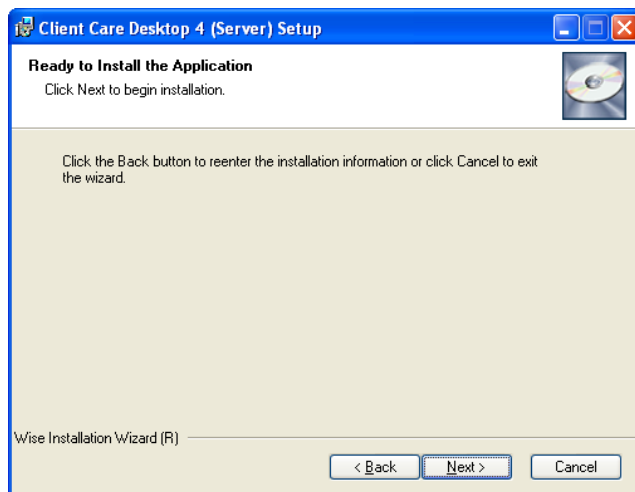 Client Care Desktop 4 (Server) Setup
Ready to Install the Application
Click Next to begin installation.
Click the Back button to reenter the installation information or click Cancel to exit
the wizard.
Wise Installation Wizard (R)
< Back Next > Cancel